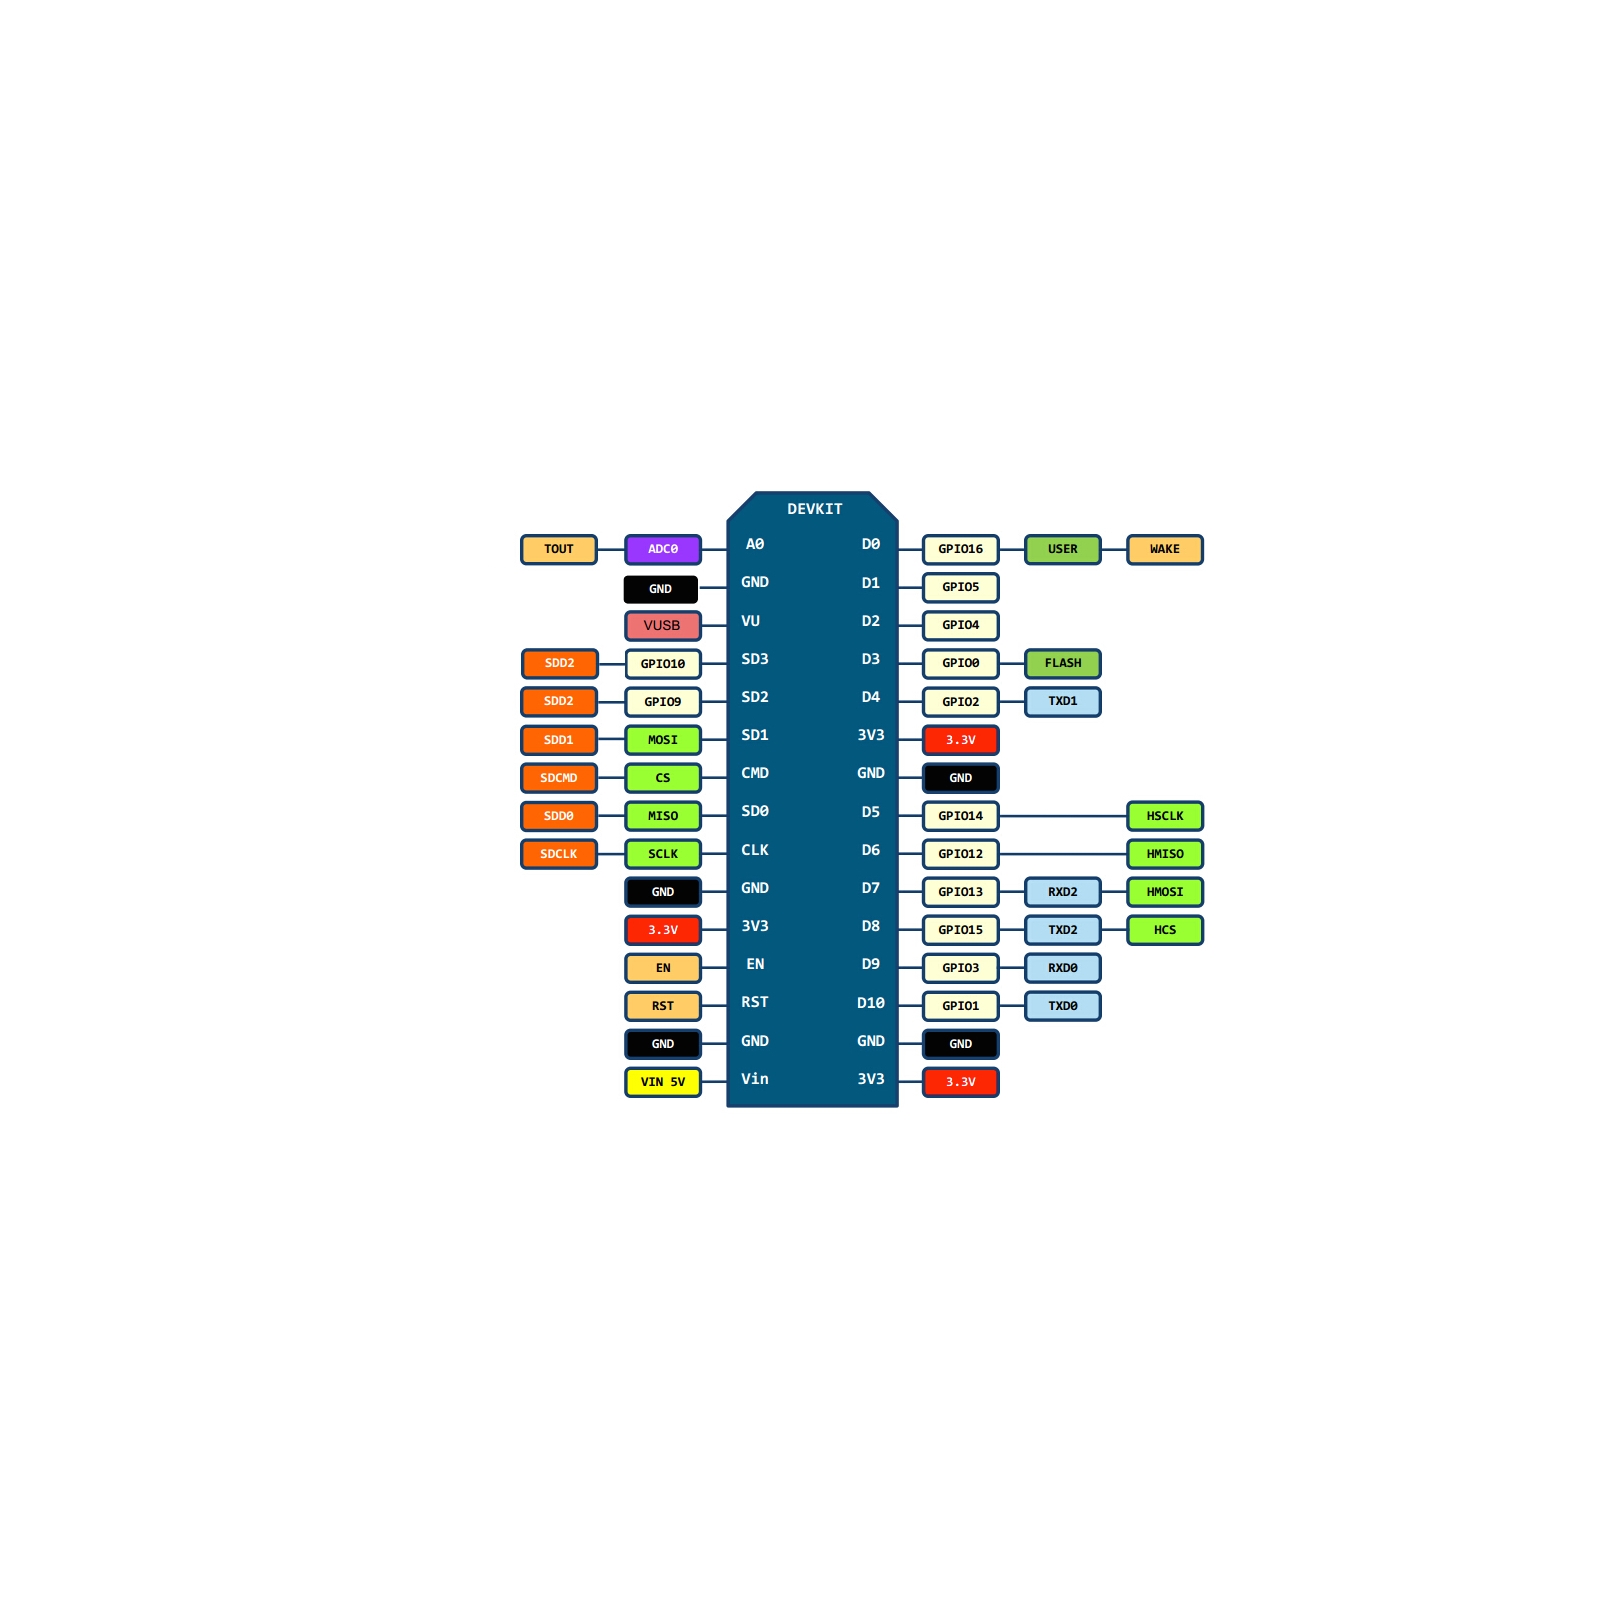 DEVKIT
TOUT ADC0 A0 D0 GPIO16 USER WAKE
GND GND D1 GPIO5
VUSB VU D2 GPIO4
SDD2 GPIO10 SD3 D3 GPIO0 FLASH
SDD2 GPIO9 SD2 D4 GPIO2 TXD1
SDD1 MOSI SD1 3V3 3.3V
SDCMD CS CMD GND GND
SDD0 MISO SD0 D5 GPIO14 HSCLK
SDCLK SCLK CLK D6 GPIO12 HMISO
GND GND D7 GPIO13 RXD2 HMOSI
3.3V 3V3 D8 GPIO15 TXD2 HCS
EN EN D9 GPIO3 RXD0
RST RST D10 GPIO1 TXD0
GND GND GND GND
VIN 5V Vin 3V3 3.3V